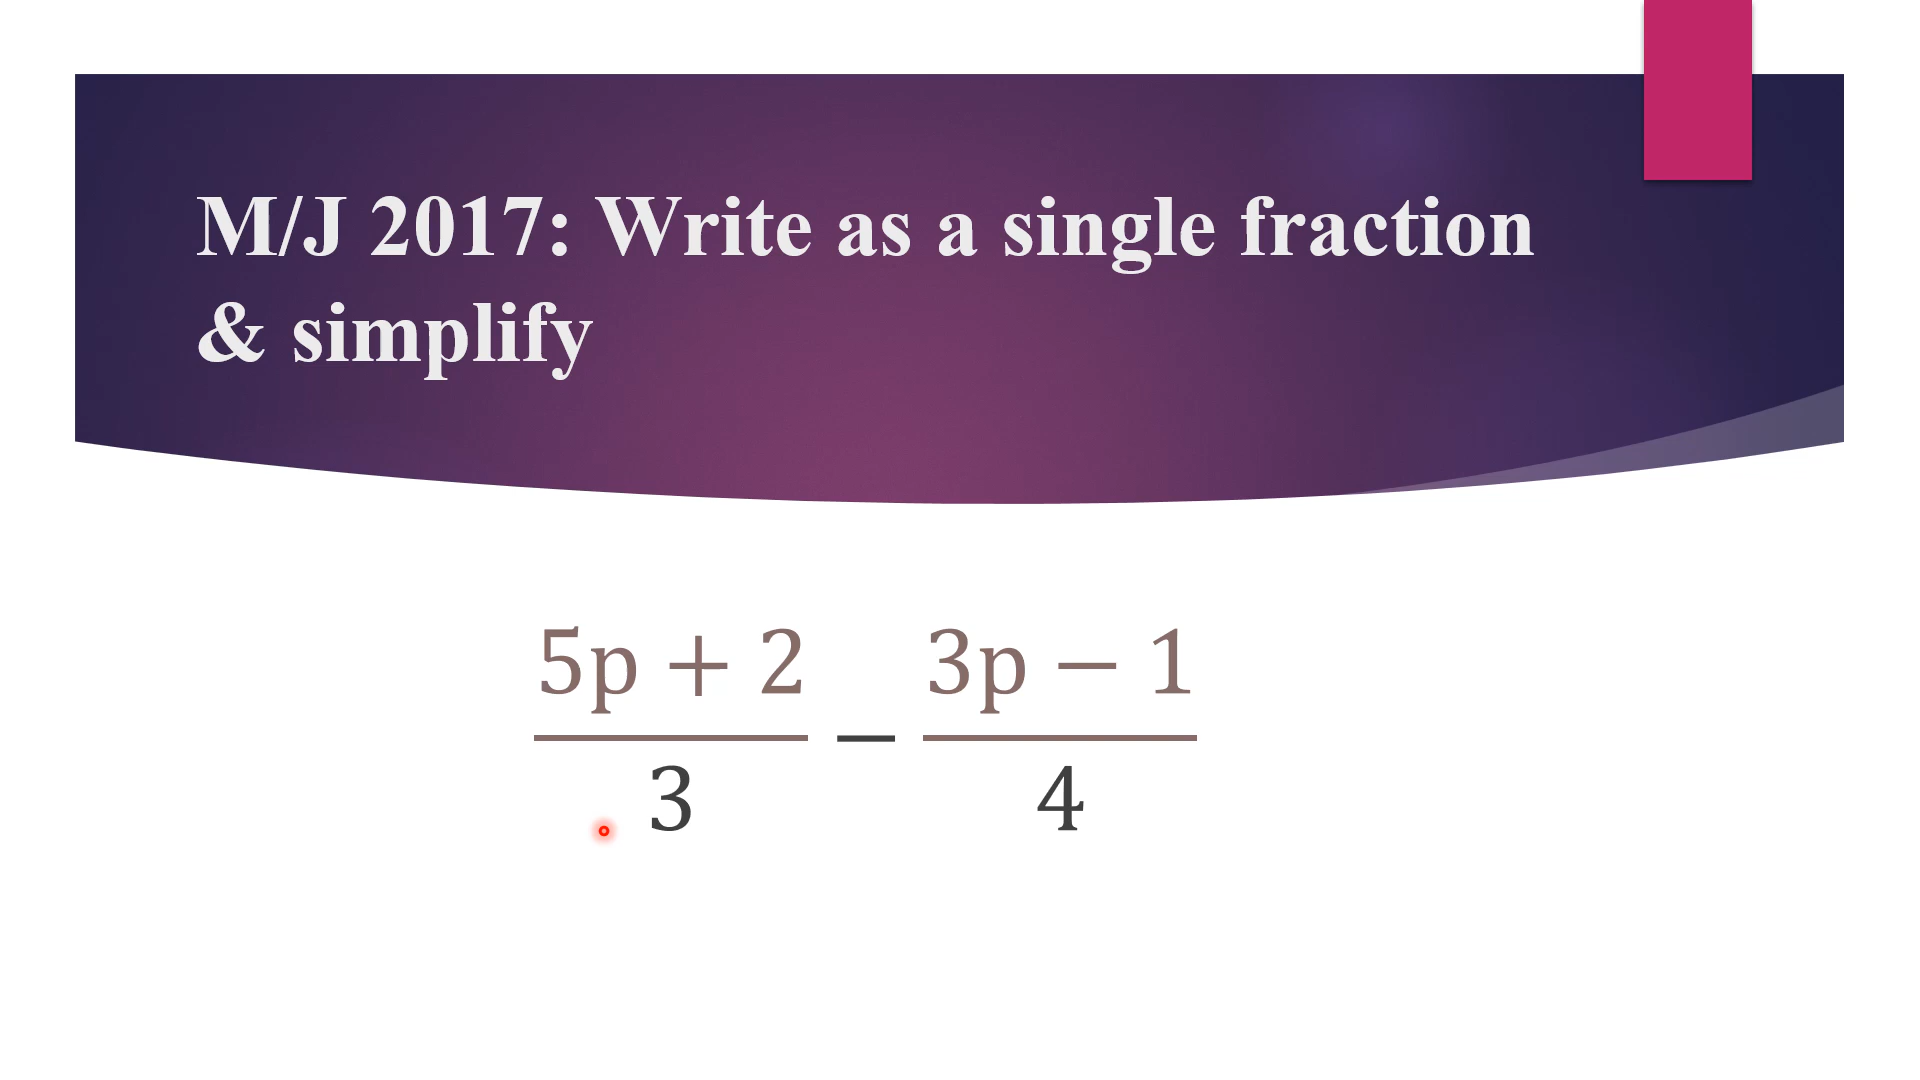 M/J 2017: Write as a single fraction
& simplify
5p + 2 3p − 1
−
3 4